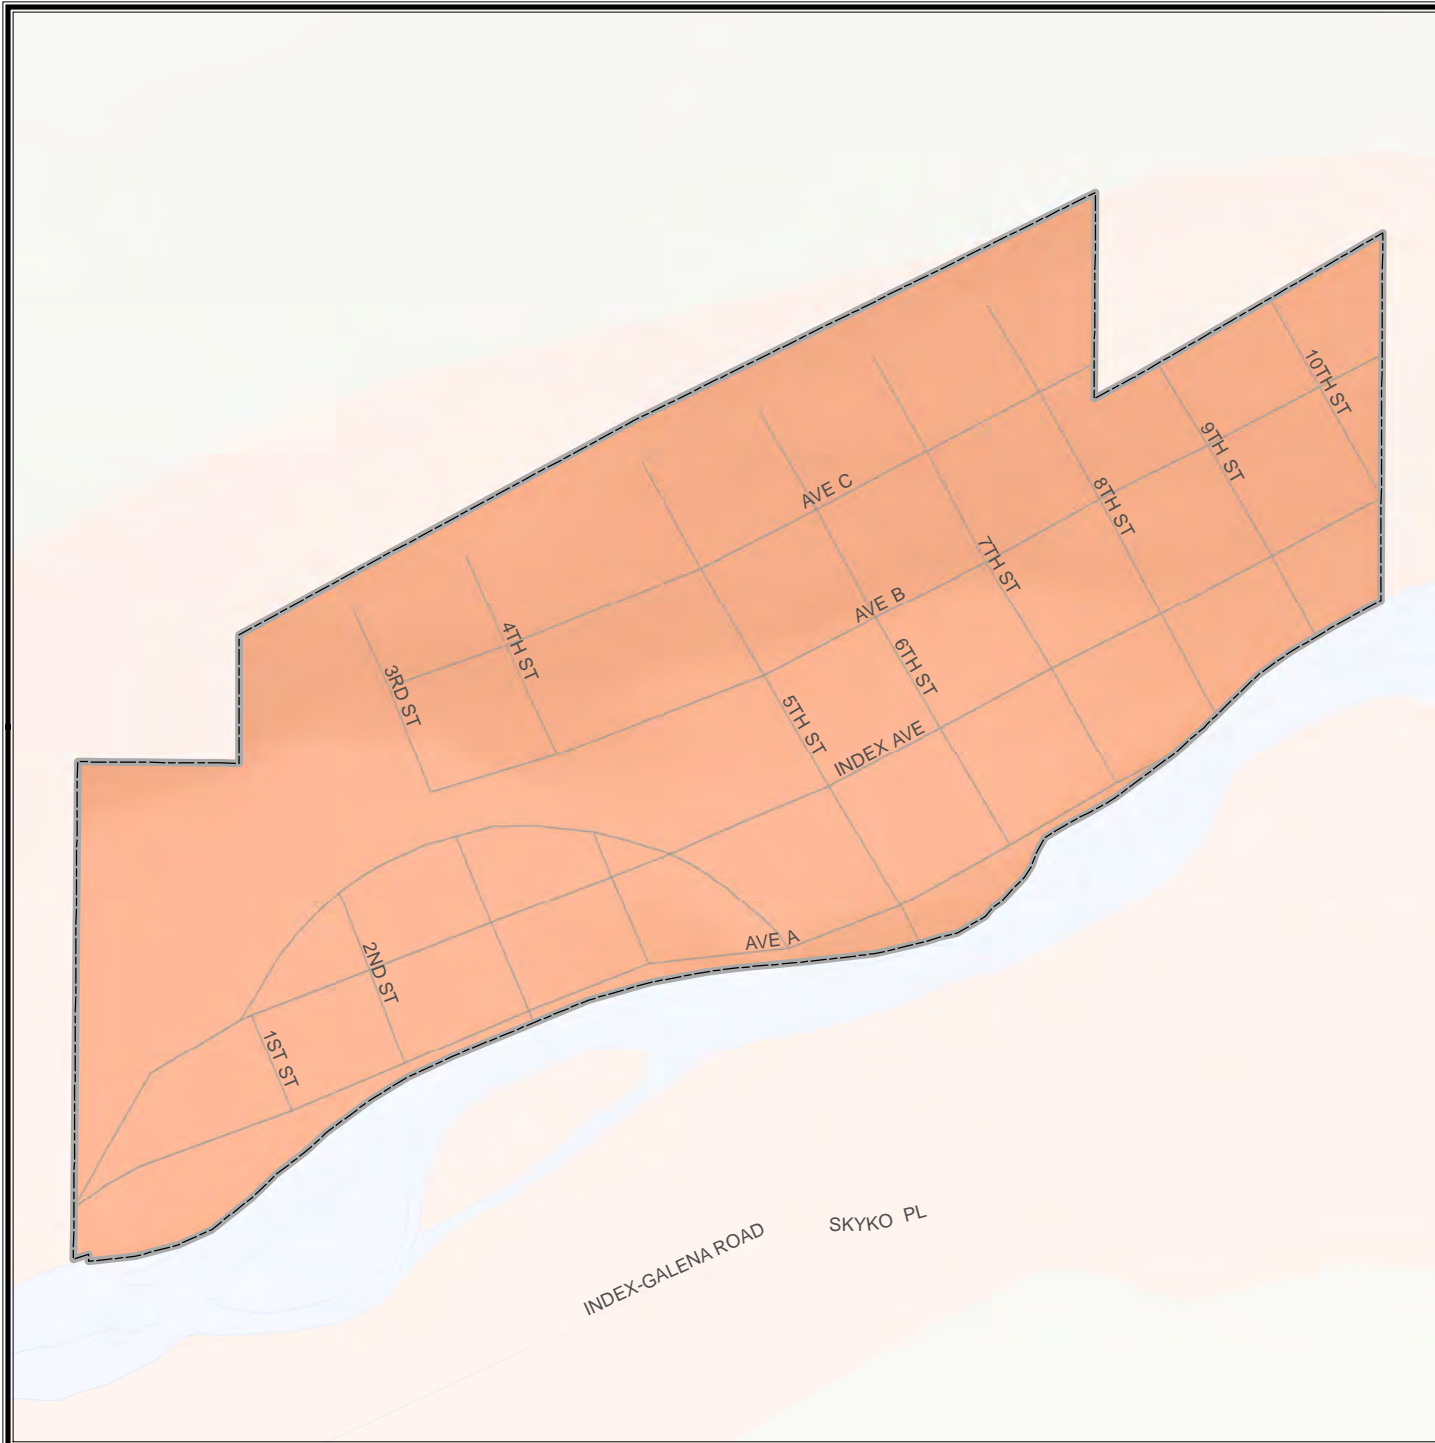 10TH ST
9TH ST
AVE C
8TH ST
7TH ST
AVE B
4TH ST
6TH ST
3RD ST
5TH ST
INDEX AVE
AVE A
2ND ST
1ST ST
SKYKO PL
INDEX-GALENA ROAD